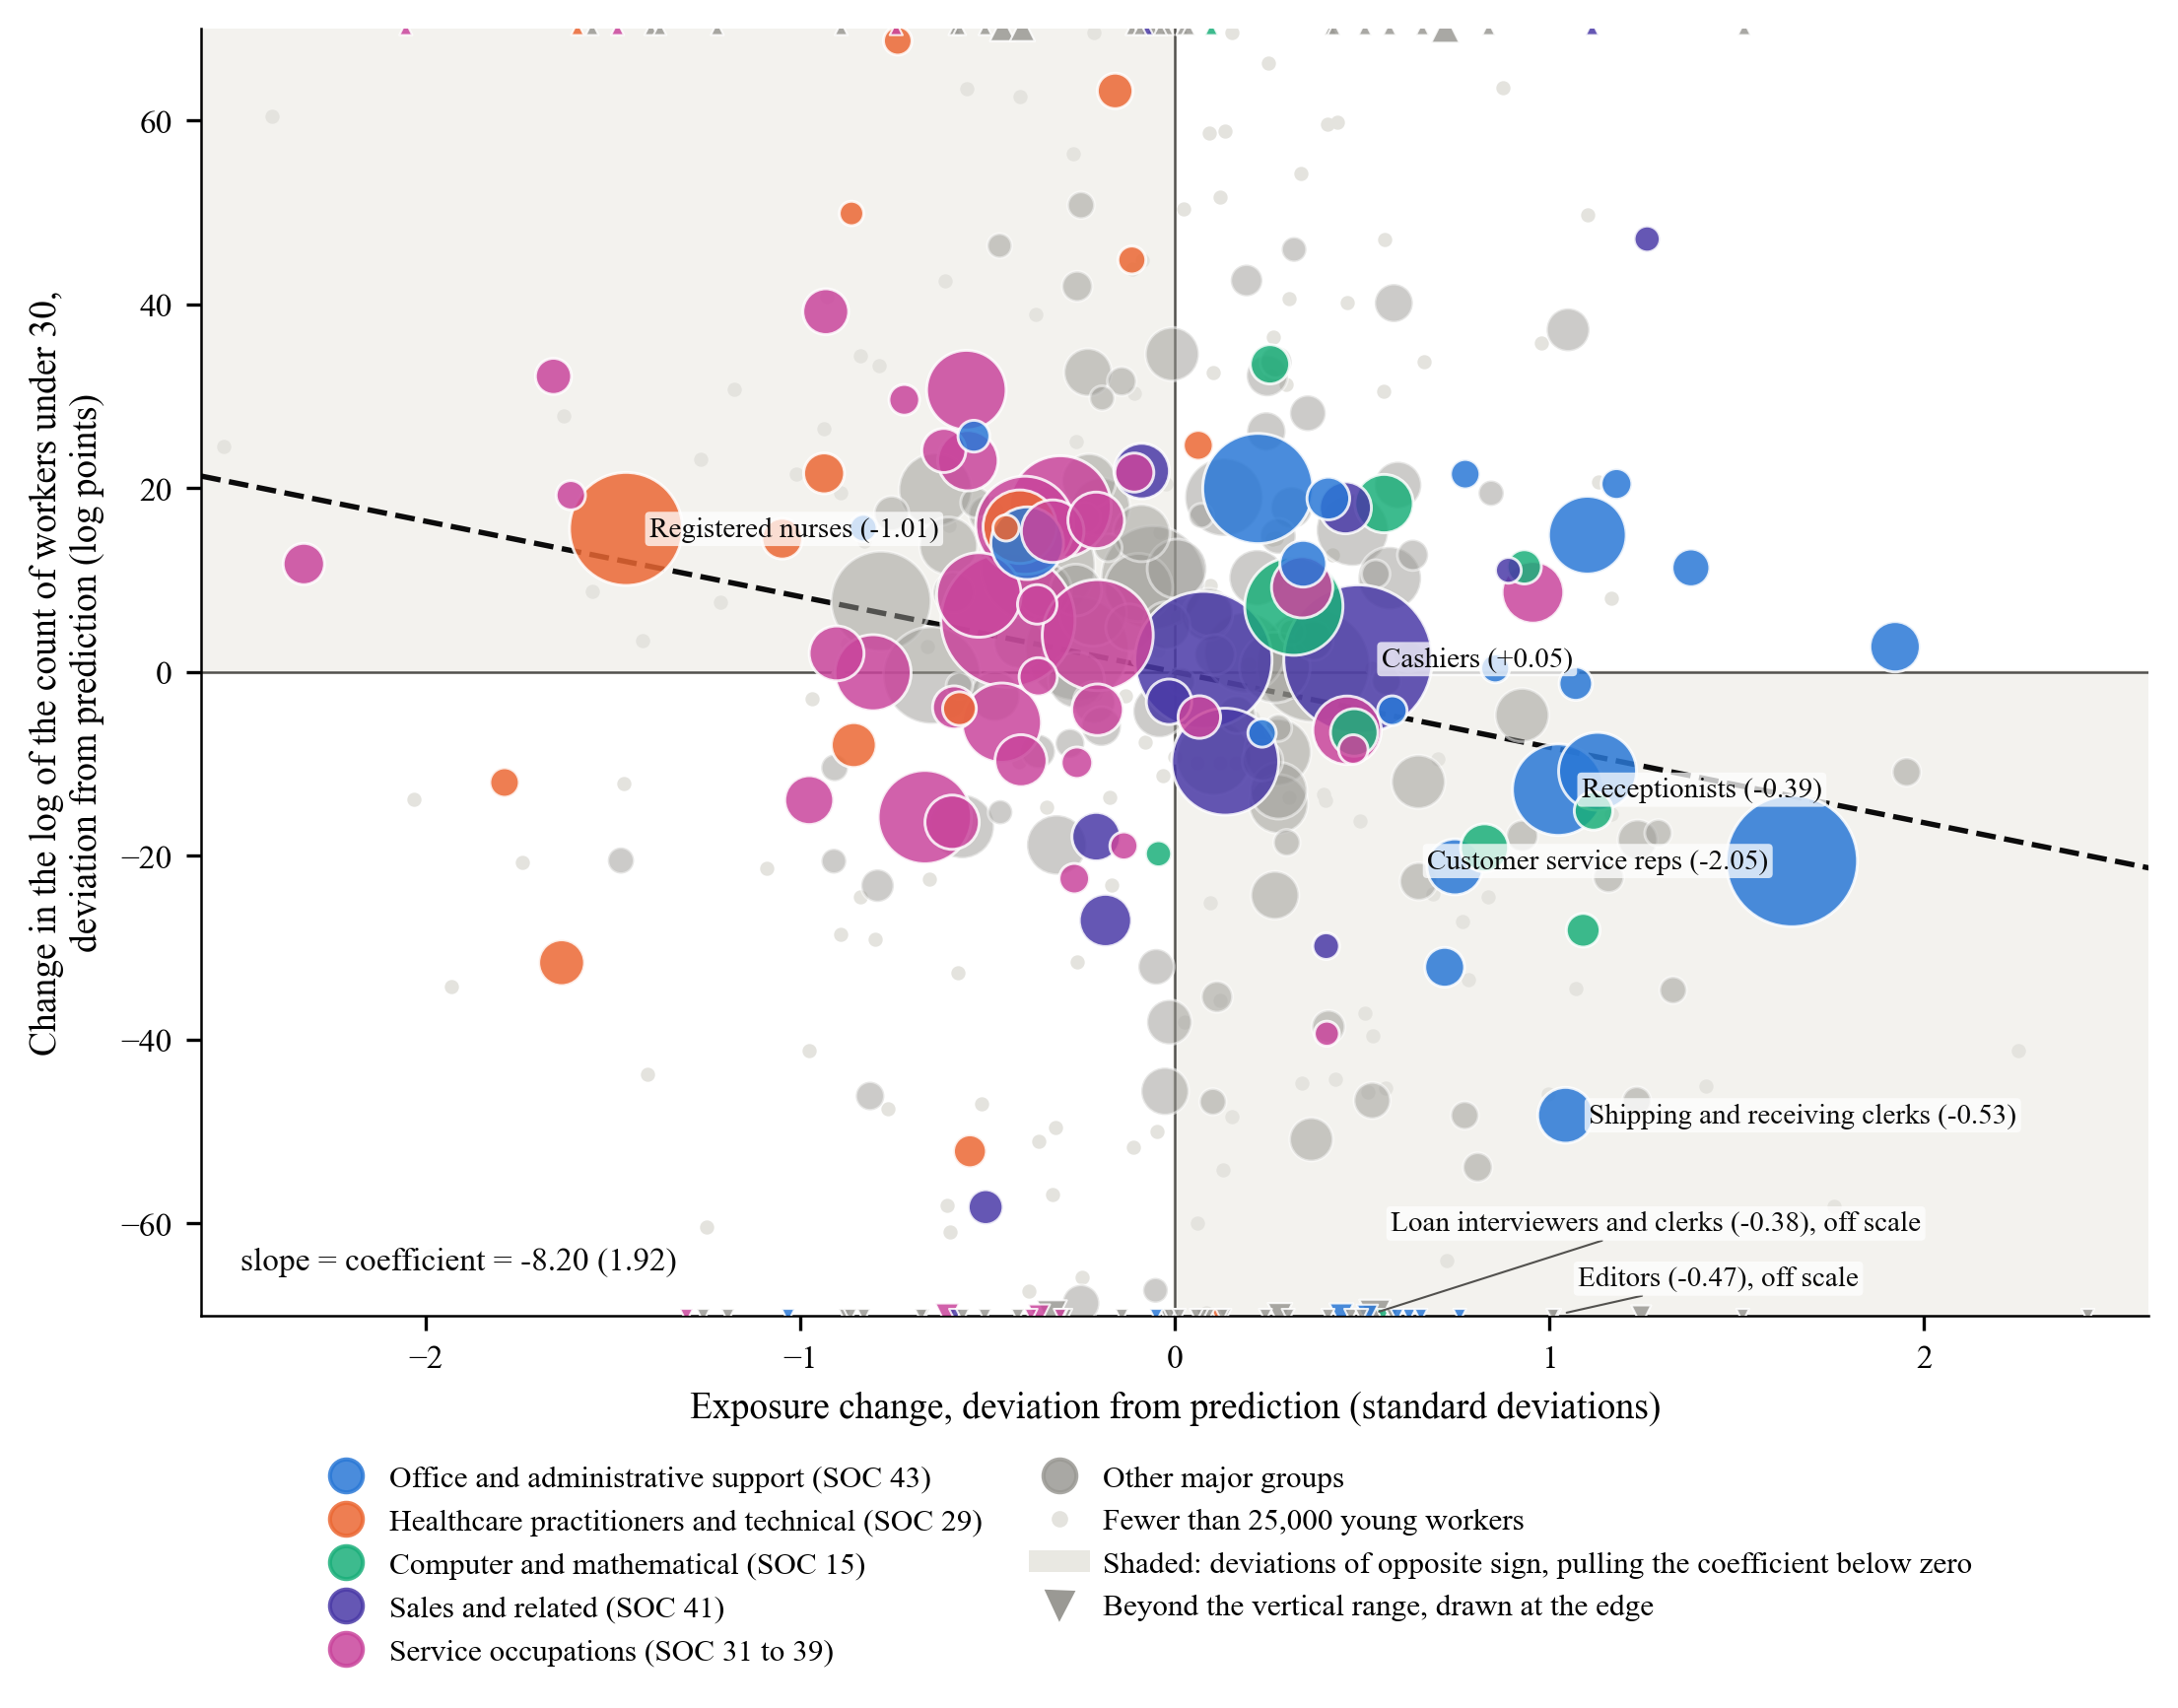 Change in the log of the count of workers under 30,
deviation from prediction (log points)
60
40
20
0
−20
−40
−60
Registered nurses (-1.01)
Cashiers (+0.05)
Receptionists (-0.39)
Customer service reps (-2.05)
Shipping and receiving clerks (-0.53)
Loan interviewers and clerks (-0.38), off scale
Editors (-0.47), off scale
slope = coefficient = -8.20 (1.92)
−2
−1
0
1
2
Exposure change, deviation from prediction (standard deviations)
Office and administrative support (SOC 43)
Healthcare practitioners and technical (SOC 29)
Computer and mathematical (SOC 15)
Sales and related (SOC 41)
Service occupations (SOC 31 to 39)
Other major groups
Fewer than 25,000 young workers
Shaded: deviations of opposite sign, pulling the coefficient below zero
Beyond the vertical range, drawn at the edge